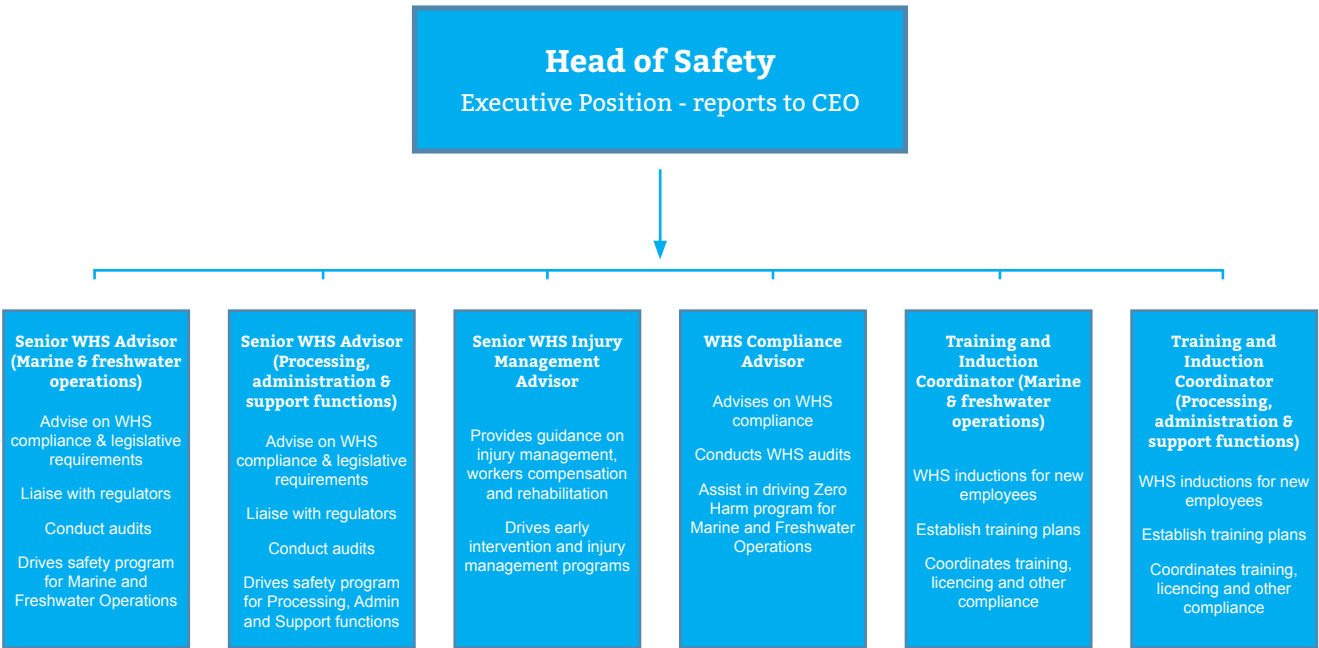 Head of Safety
Executive Position - reports to CEO
Senior WHS Advisor
(Marine & freshwater
operations)
Advise on WHS
compliance & legislative
requirements
Liaise with regulators
Conduct audits
Drives safety program
for Marine and
Freshwater Operations
Senior WHS Advisor
(Processing,
administration &
support functions)
Advise on WHS
compliance & legislative
requirements
Liaise with regulators
Conduct audits
Drives safety program
for Processing, Admin
and Support functions
Senior WHS Injury
Management
Advisor
Provides guidance on
injury management,
workers compensation
and rehabilitation
Drives early
intervention and injury
management programs
WHS Compliance
Advisor
Advises on WHS
compliance
Conducts WHS audits
Assist in driving Zero
Harm program for
Marine and Freshwater
Operations
Training and
Induction
Coordinator (Marine
& freshwater
operations)
WHS inductions for new
employees
Establish training plans
Coordinates training,
licencing and other
compliance
Training and
Induction
Coordinator
(Processing,
administration &
support functions)
WHS inductions for new
employees
Establish training plans
Coordinates training,
licencing and other
compliance